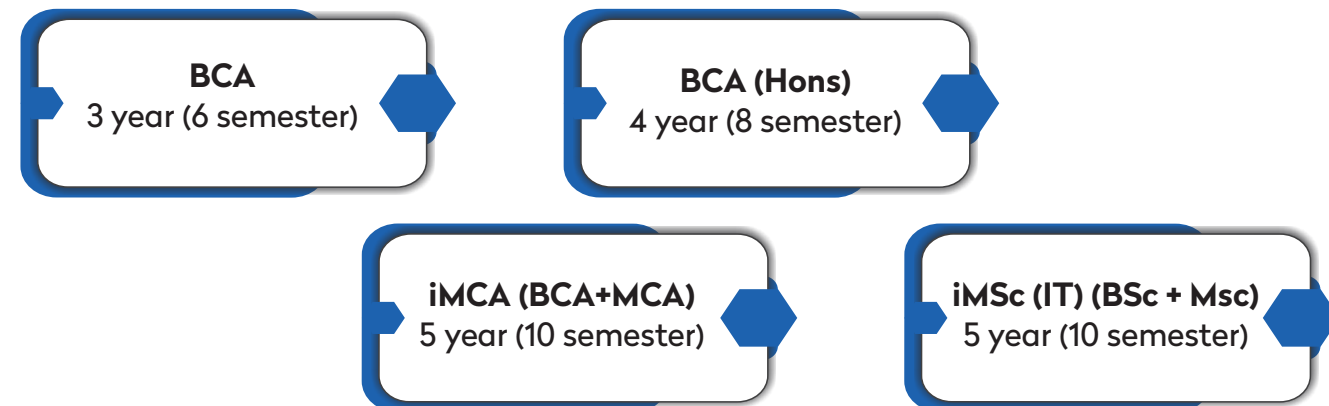 BCA
3 year (6 semester)
BCA (Hons)
4 year (8 semester)
iMCA (BCA+MCA)
5 year (10 semester)
iMSc (IT) (BSc + Msc)
5 year (10 semester)